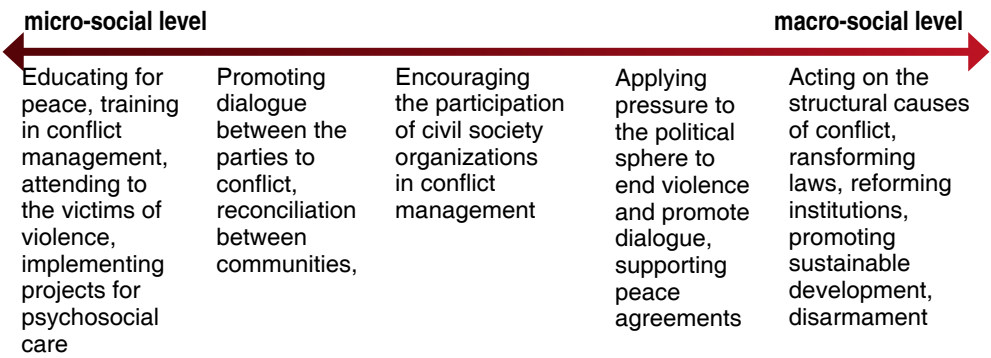 micro-social level
macro-social level
Educating for
peace, training
in conflict
management,
attending to
the victims of
violence,
implementing
projects for
psychosocial
care
Promoting
dialogue
between the
parties to
conflict,
reconciliation
between
communities,
Encouraging
the participation
of civil society
organizations
in conflict
management
Applying
pressure to
the political
sphere to
end violence
and promote
dialogue,
supporting
peace
agreements
Acting on the
structural causes
of conflict,
ransforming
laws, reforming
institutions,
promoting
sustainable
development,
disarmament